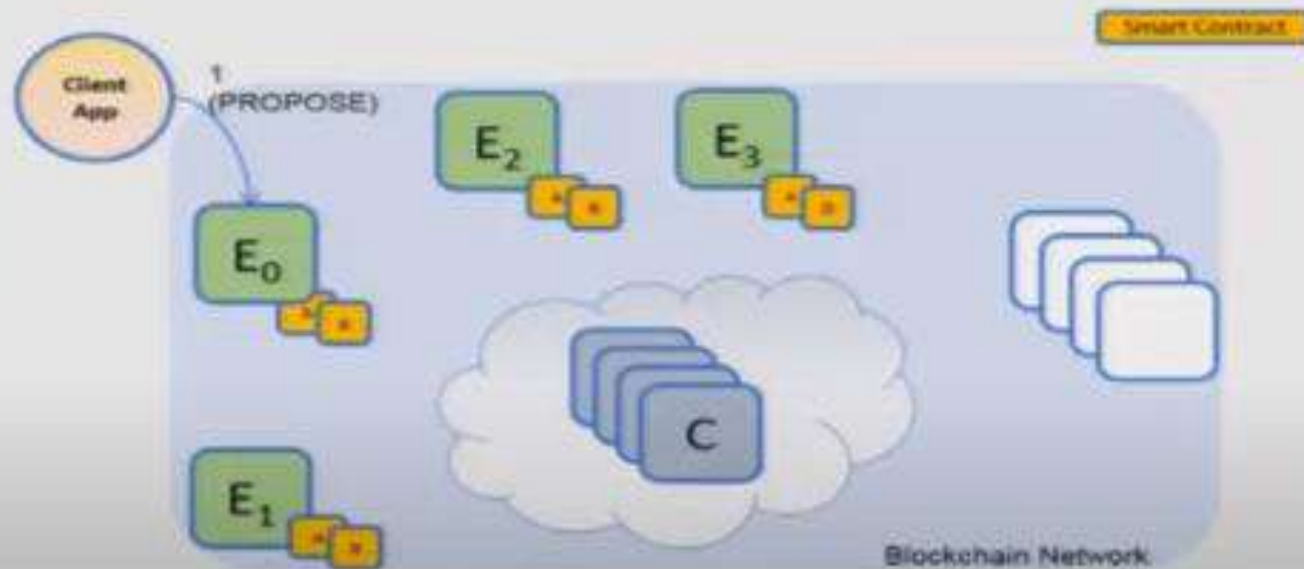 Smart Contract
Client
App
1
(PROPOSE)
E₂
E₃
E₀
C
E₁
Blockchain Network